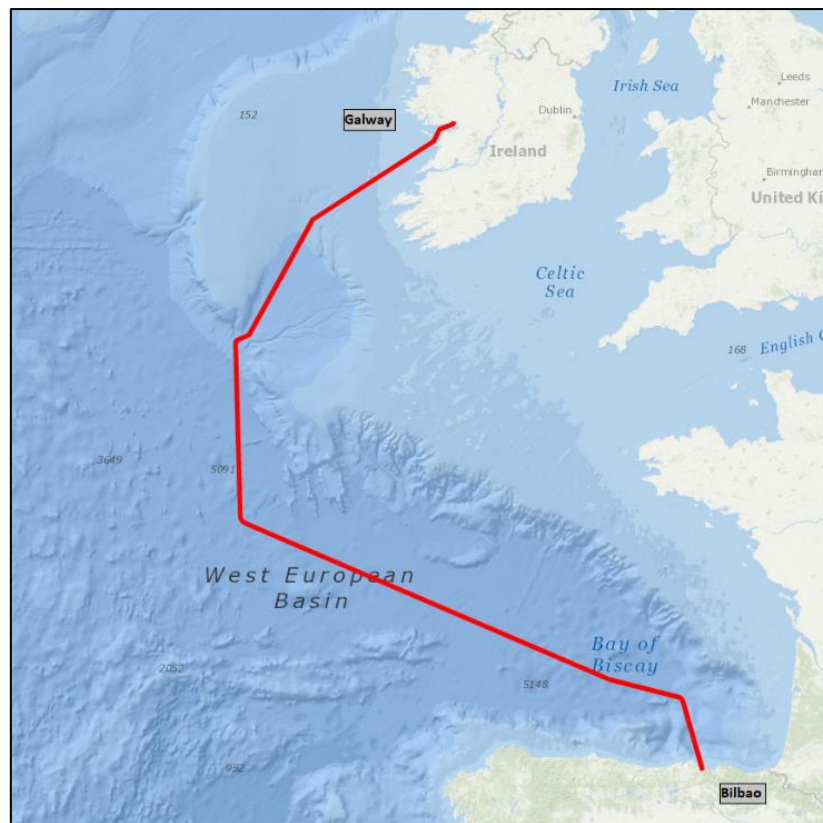 Leeds
Irish Sea
Manchester
Dublin
152
Galway
Ireland
Birmingham
United Ki
Celtic
Sea
English C
168
3649
5091
West European
Basin
Bay of
Biscay
2052
5148
952
Bilbao